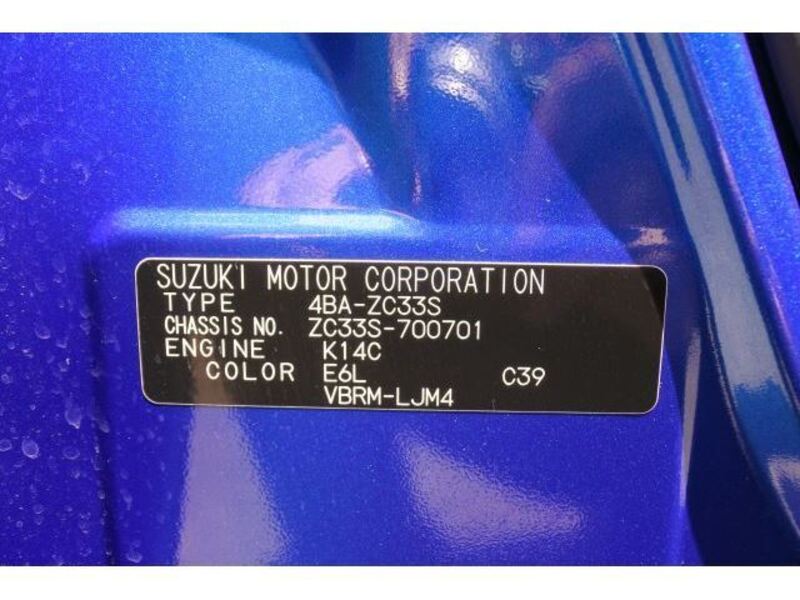 SUZUKI MOTOR CORPORATION
TYPE 4BA-ZC33S
CHASSIS NO. ZC33S-700701
ENGINE K14C
COLOR E6L C39
VBRM-LJM4